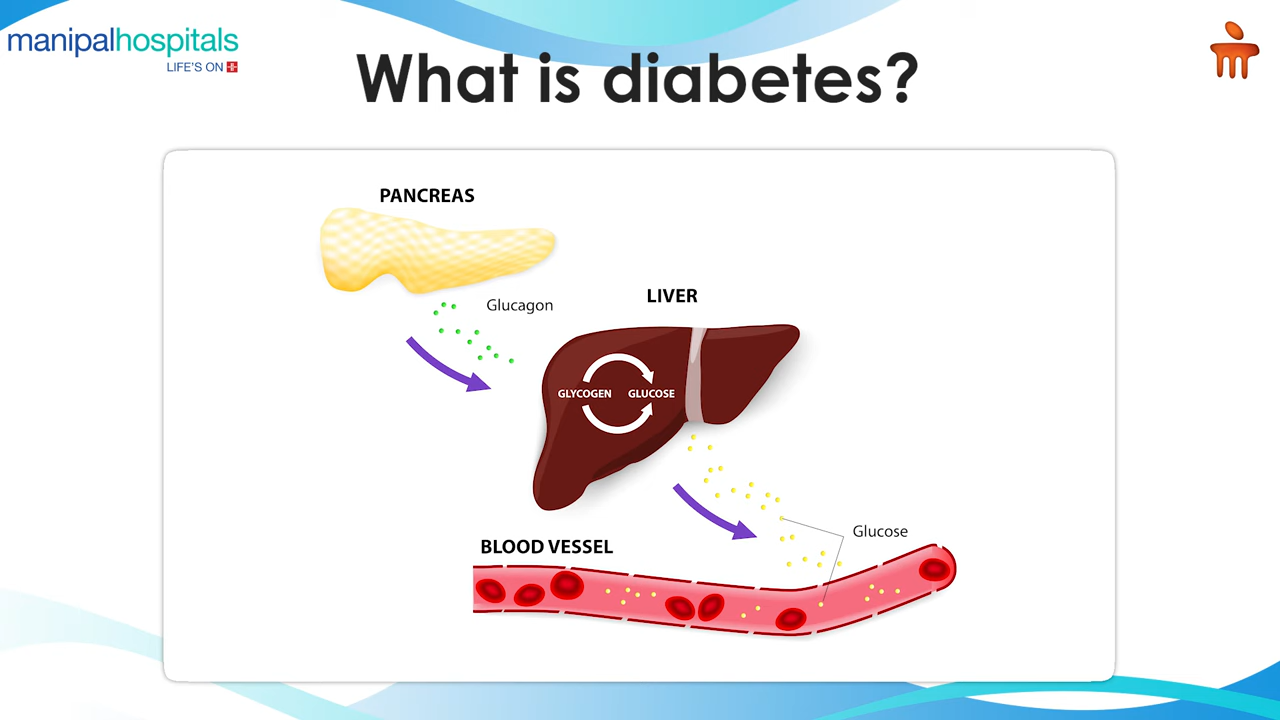 manipalhospitals
LIFE'S ON
What is diabetes?
PANCREAS
Glucagon
LIVER
GLYCOGEN GLUCOSE
Glucose
BLOOD VESSEL